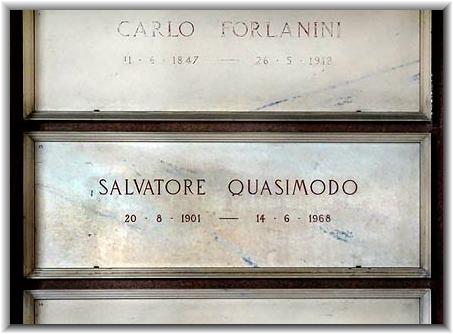 CARLO FORLANINI
11 · 6 · 1847 — 26 · 5 · 1918
SALVATORE QUASIMODO
20 · 8 · 1901 — 14 · 6 · 1968